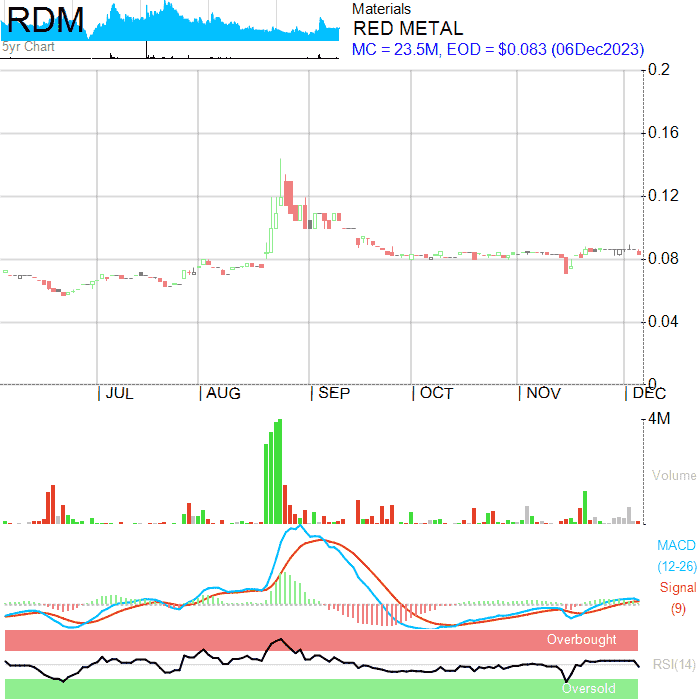 RDM
5yr Chart
Materials
RED METAL
MC = 23.5M, EOD = $0.083 (06Dec2023)
0.2
0.16
0.12
0.08
0.04
0
JUL AUG SEP OCT NOV DEC
4M
Volume
MACD
(12-26)
Signal
(9)
Overbought
RSI(14)
Oversold